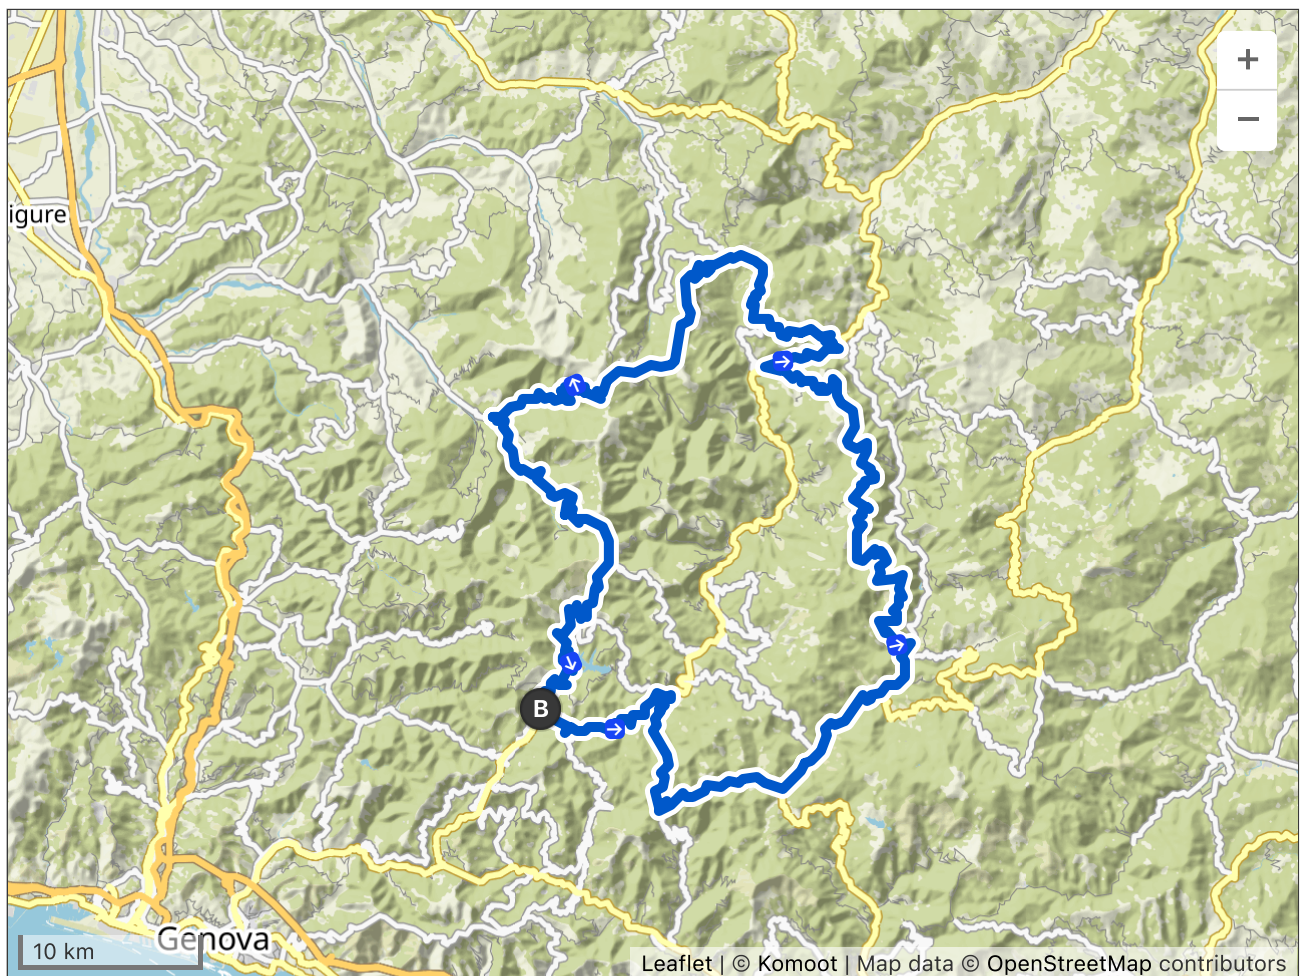 +
−
igure
B
Genova
10 km
Leaflet | © Komoot | Map data © OpenStreetMap contributors